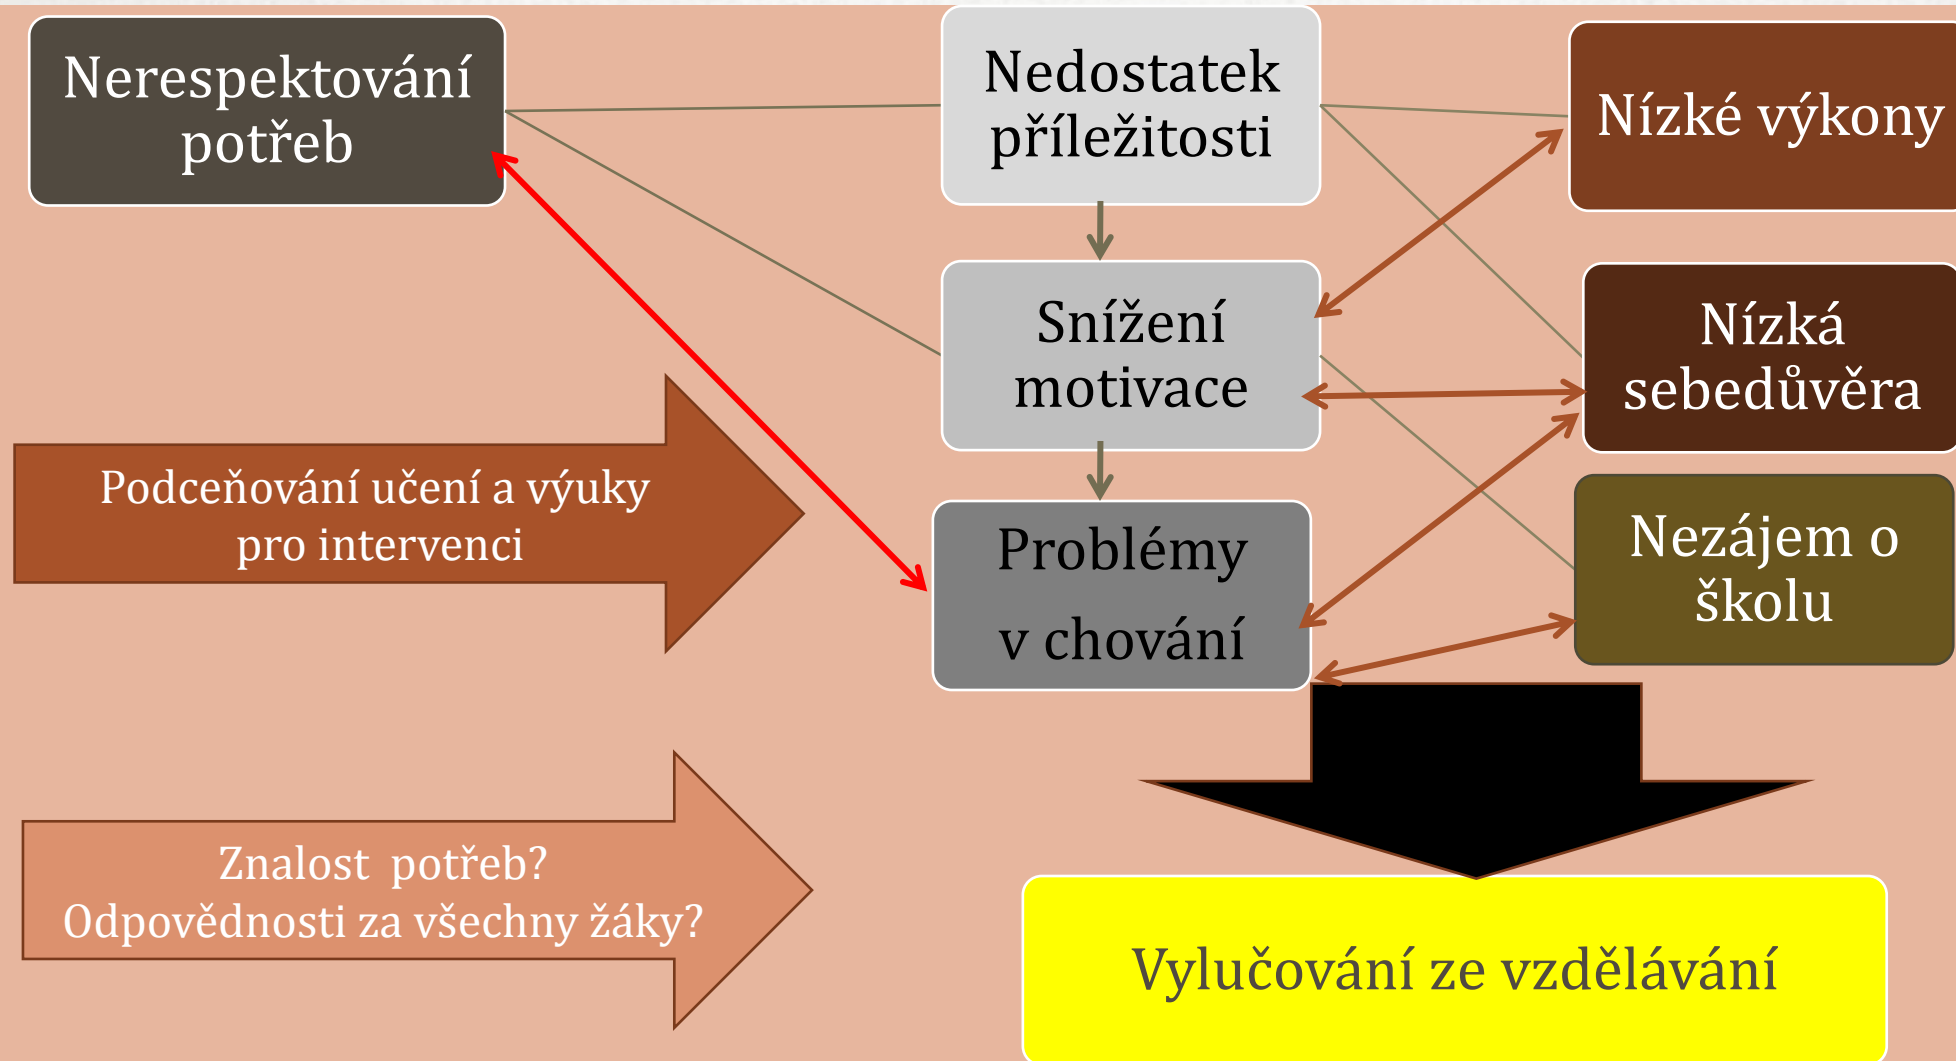 Nerespektování
potřeb
Nedostatek
příležitosti
Nízké výkony
Snížení
motivace
Nízká
sebedůvěra
Podceňování učení a výuky
pro intervenci
Problémy
v chování
Nezájem o
školu
Znalost  potřeb?
Odpovědnosti za všechny žáky?
Vylučování ze vzdělávání